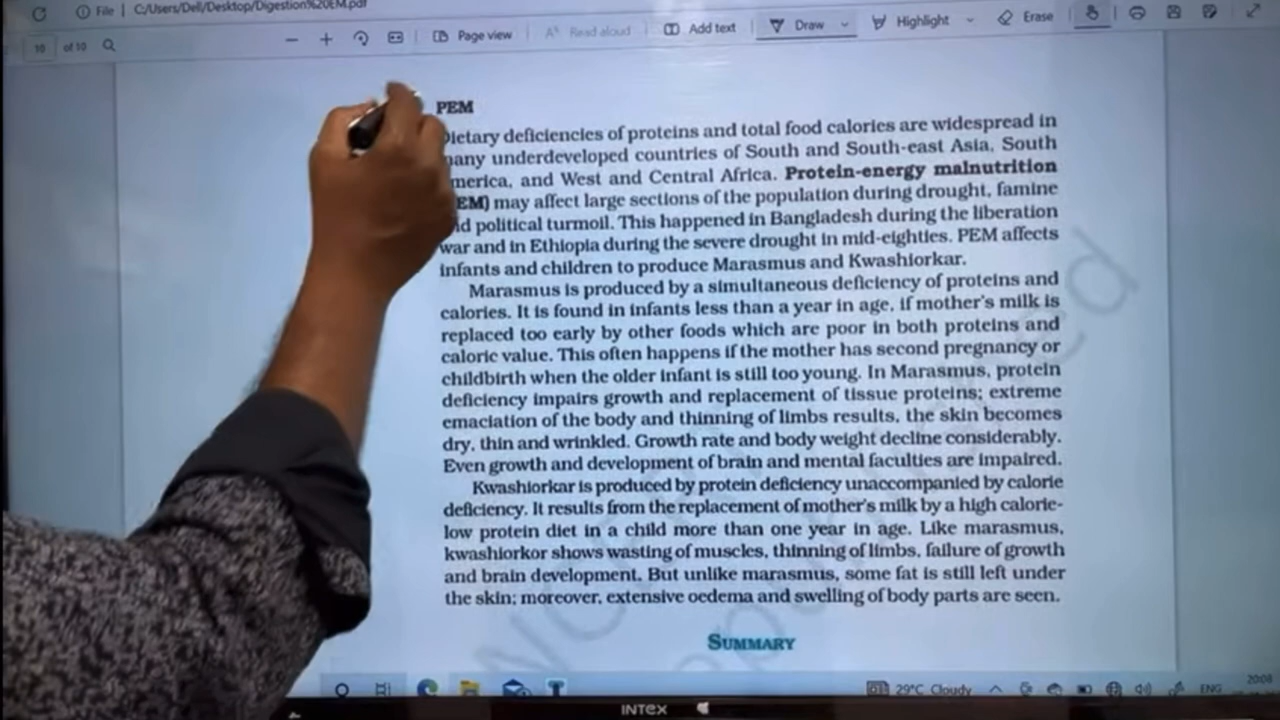 File | C:/Users/Dell/Desktop/Digestion%20EM.pdf
10 of 10 Page view Read aloud Add text Draw Highlight Erase
PEM
Dietary deficiencies of proteins and total food calories are widespread in
many underdeveloped countries of South and South-east Asia, South
merica, and West and Central Africa. Protein-energy malnutrition
EM) may affect large sections of the population during drought, famine
d political turmoil. This happened in Bangladesh during the liberation
war and in Ethiopia during the severe drought in mid-eighties. PEM affects
infants and children to produce Marasmus and Kwashiorkar.
Marasmus is produced by a simultaneous deficiency of proteins and
calories. It is found in infants less than a year in age, if mother's milk is
replaced too early by other foods which are poor in both proteins and
caloric value. This often happens if the mother has second pregnancy or
childbirth when the older infant is still too young. In Marasmus, protein
deficiency impairs growth and replacement of tissue proteins; extreme
emaciation of the body and thinning of limbs results, the skin becomes
dry, thin and wrinkled. Growth rate and body weight decline considerably.
Even growth and development of brain and mental faculties are impaired.
Kwashiorkar is produced by protein deficiency unaccompanied by calorie
deficiency. It results from the replacement of mother's milk by a high calorie-
low protein diet in a child more than one year in age. Like marasmus,
kwashiorkor shows wasting of muscles, thinning of limbs, failure of growth
and brain development. But unlike marasmus, some fat is still left under
the skin; moreover, extensive oedema and swelling of body parts are seen.
SUMMARY
29°C Cloudy ENG 20:08
INTEX